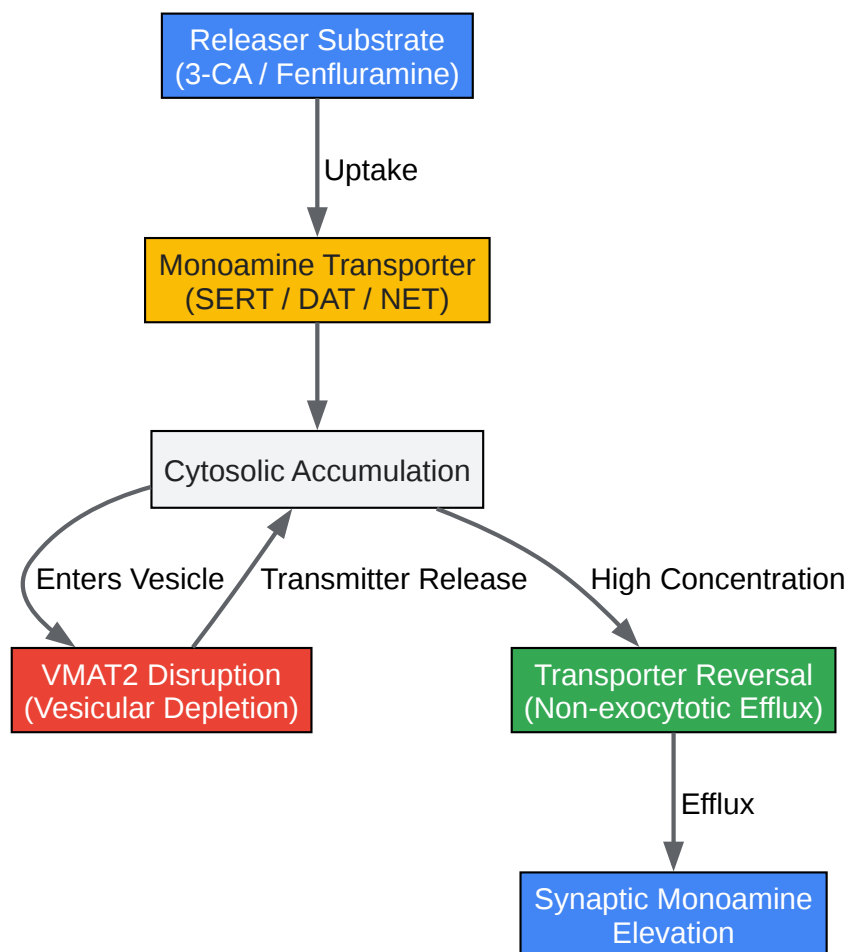 Releaser Substrate
(3-CA / Fenfluramine)
Uptake
Monoamine Transporter
(SERT / DAT / NET)
Cytosolic Accumulation
Enters Vesicle
Transmitter Release
High Concentration
VMAT2 Disruption
(Vesicular Depletion)
Transporter Reversal
(Non-exocytotic Efflux)
Efflux
Synaptic Monoamine
Elevation